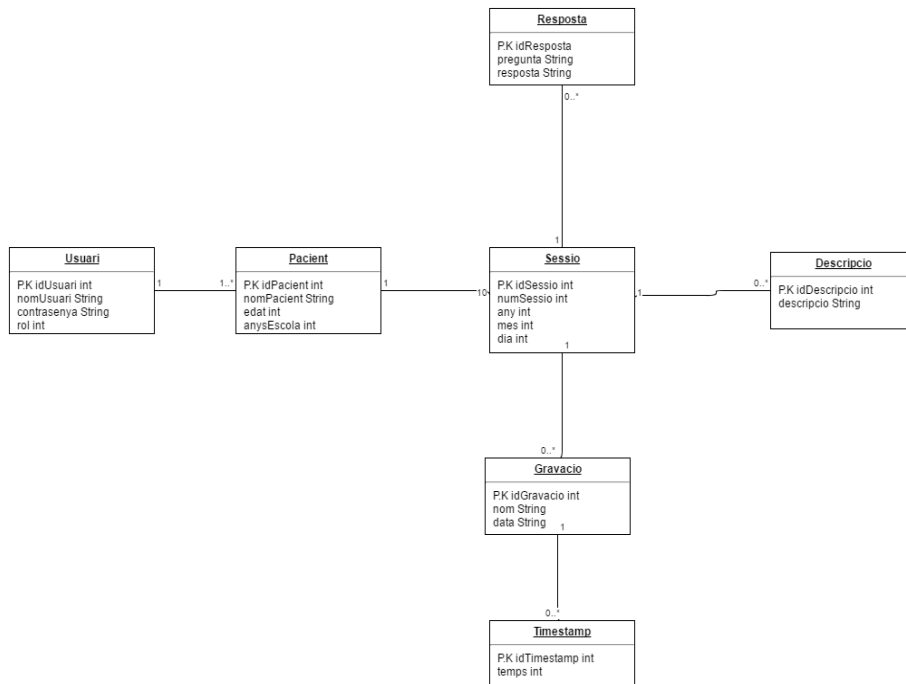 Resposta
P.K idResposta
pregunta String
resposta String
0..*
1
Usuari
P.K idUsuari int
nomUsuari String
contrasenya String
rol int
1
1..*
Pacient
P.K idPacient int
nomPacient String
edat int
anysEscola int
1
10
Sessio
P.K idSessio int
numSessio int
any int
mes int
dia int
1
1
0..*
Descripcio
P.K idDescripcio int
descripcio String
0..*
Gravacio
P.K idGravacio int
nom String
data String
1
0..*
Timestamp
P.K idTimestamp int
temps int